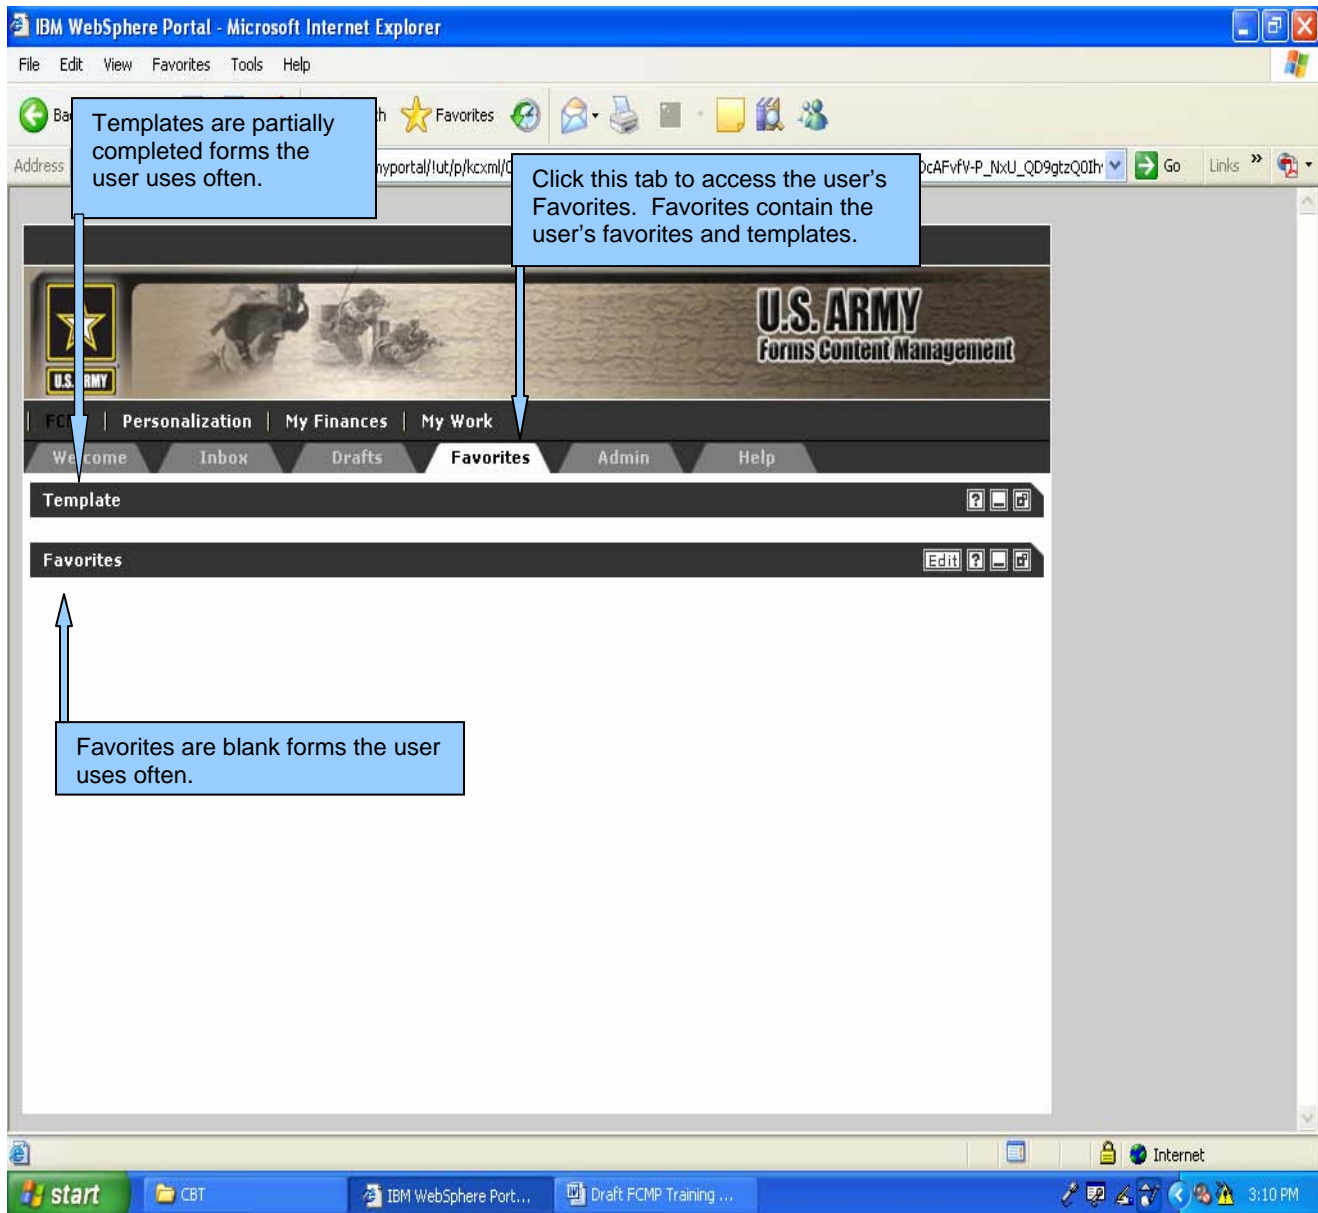 IBM WebSphere Portal - Microsoft Internet Explorer
File Edit View Favorites Tools Help
Favorites
Templates are partially
completed forms the
user uses often.
Address
Go Links »
Click this tab to access the user's
Favorites. Favorites contain the
user's favorites and templates.
U.S. ARMY
Forms Content Management
U.S. ARMY
Personalization | My Finances | My Work
Welcome Inbox Drafts Favorites Admin Help
Template
Favorites Edit
Favorites are blank forms the user
uses often.
Internet
start CBT IBM WebSphere Port... Draft FCMP Training ... 3:10 PM